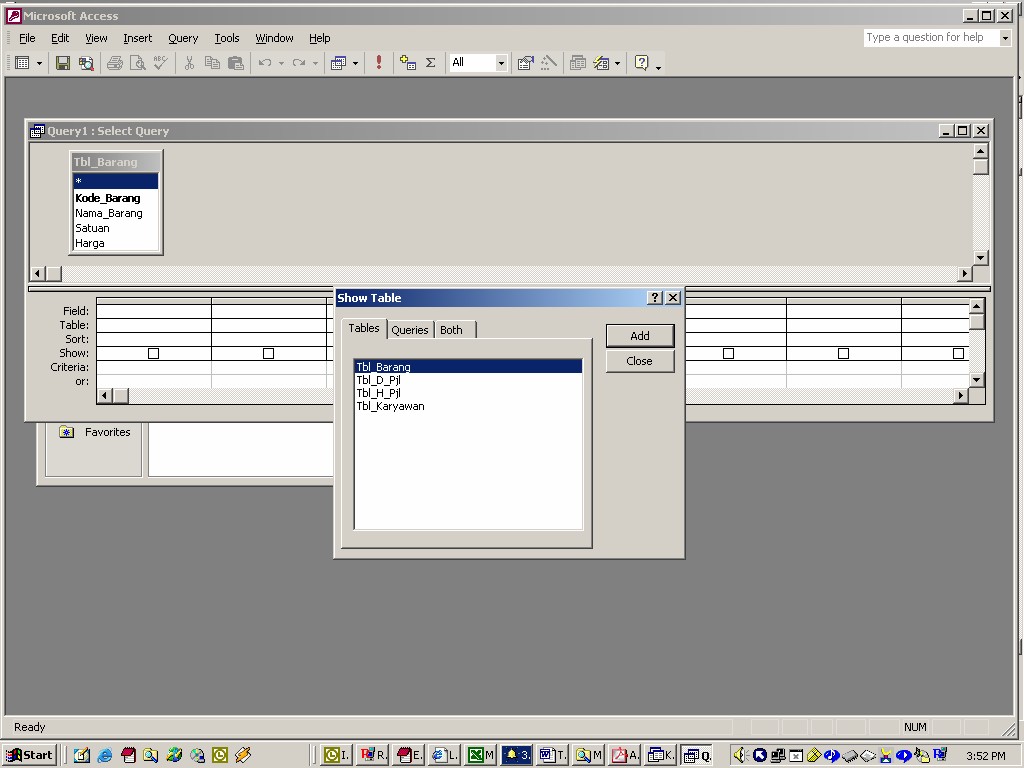 Microsoft Access
File Edit View Insert Query Tools Window Help
Type a question for help
All
Query1 : Select Query
Tbl_Barang
*
Kode_Barang
Nama_Barang
Satuan
Harga
Field:
Table:
Sort:
Show:
Criteria:
or:
Show Table
Tables Queries Both
Add
Close
Tbl_Barang
Tbl_D_Pjl
Tbl_H_Pjl
Tbl_Karyawan
Favorites
Ready
NUM
Start I. R. E. L. M 3. T. M A. K. Q. 3:52 PM